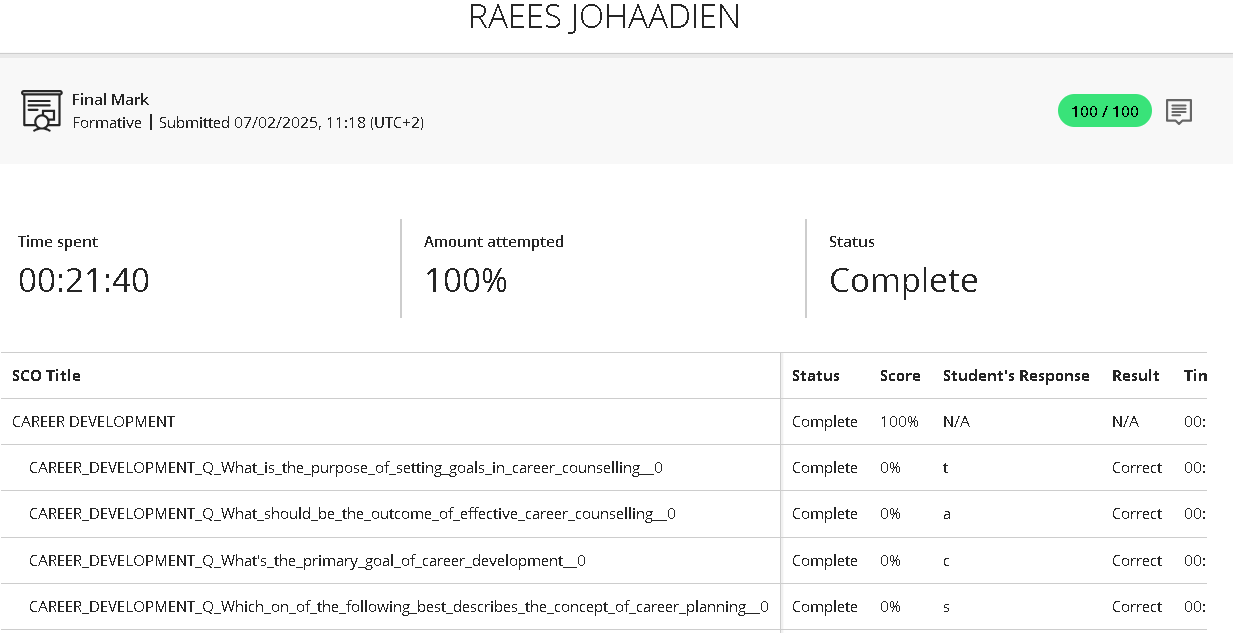 RAEES JOHAADIEN
Final Mark
Formative | Submitted 07/02/2025, 11:18 (UTC+2)
100 / 100
Time spent
00:21:40
Amount attempted
100%
Status
Complete
SCO Title Status Score Student's Response Result Tin
CAREER DEVELOPMENT Complete 100% N/A N/A 00:
CAREER_DEVELOPMENT_Q_What_is_the_purpose_of_setting_goals_in_career_counselling__0 Complete 0% t Correct 00:
CAREER_DEVELOPMENT_Q_What_should_be_the_outcome_of_effective_career_counselling__0 Complete 0% a Correct 00:
CAREER_DEVELOPMENT_Q_What's_the_primary_goal_of_career_development__0 Complete 0% c Correct 00:
CAREER_DEVELOPMENT_Q_Which_on_of_the_following_best_describes_the_concept_of_career_planning__0 Complete 0% s Correct 00: